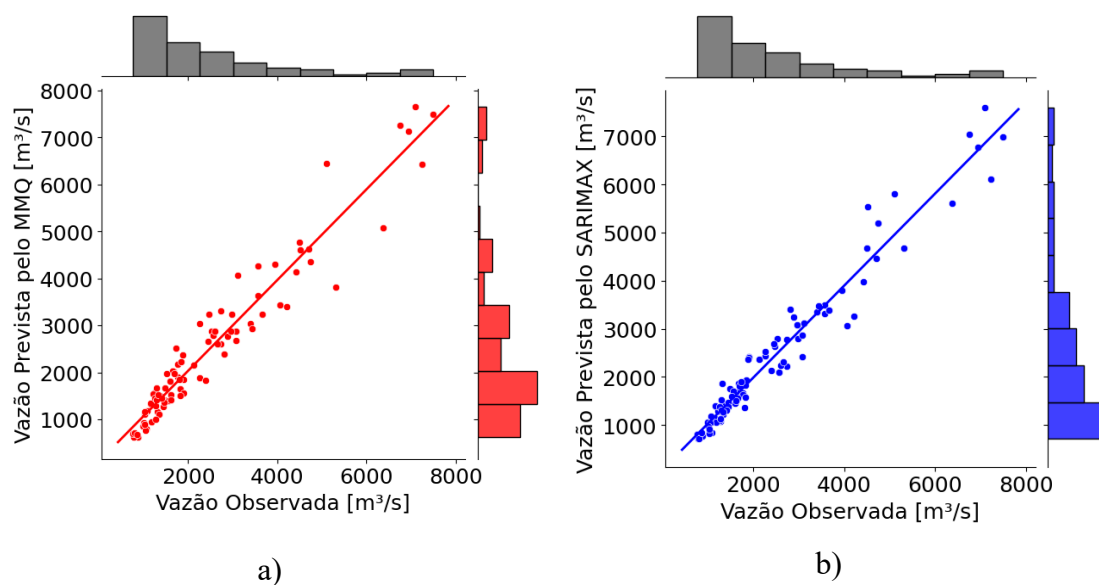 8000
7000
6000
5000
4000
3000
2000
1000
Vazão Prevista pelo MMQ [m³/s]
2000 4000 6000 8000
Vazão Observada [m³/s]
a)
7000
6000
5000
4000
3000
2000
1000
Vazão Prevista pelo SARIMAX [m³/s]
2000 4000 6000 8000
Vazão Observada [m³/s]
b)